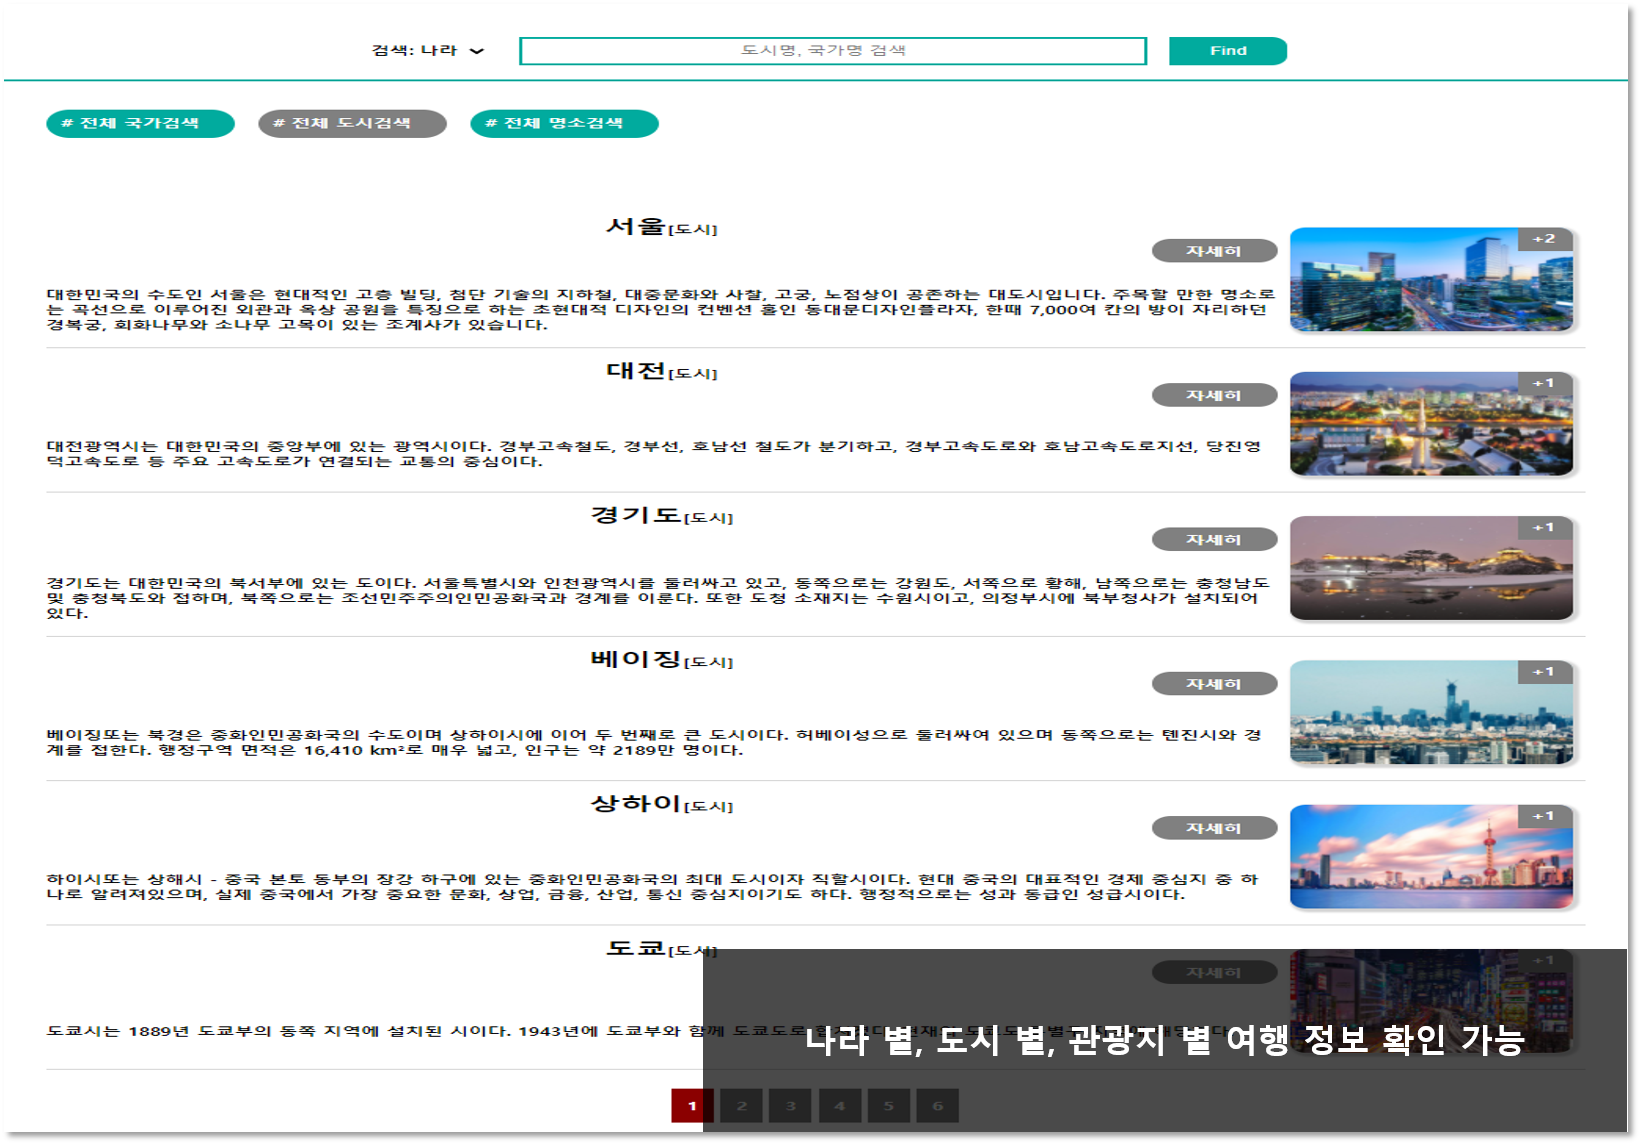 검색: 나라
도시명, 국가명 검색
Find
# 전체 국가검색
# 전체 도시검색
# 전체 명소검색
서울[도시]
자세히
+2
대한민국의 수도인 서울은 현대적인 고층 빌딩, 첨단 기술의 지하철, 대중문화와 사찰, 고궁, 노점상이 공존하는 대도시입니다. 주목할 만한 명소로
는 곡선으로 이루어진 외관과 옥상 공원을 특징으로 하는 초현대적 디자인의 컨벤션 홀인 동대문디자인플라자, 한때 7,000여 칸의 방이 자리하던
경복궁, 회화나무와 소나무 고목이 있는 조계사가 있습니다.
대전[도시]
자세히
+1
대전광역시는 대한민국의 중앙부에 있는 광역시이다. 경부고속철도, 경부선, 호남선 철도가 분기하고, 경부고속도로와 호남고속도로지선, 당진영
덕고속도로 등 주요 고속도로가 연결되는 교통의 중심이다.
경기도[도시]
자세히
+1
경기도는 대한민국의 북서부에 있는 도이다. 서울특별시와 인천광역시를 둘러싸고 있고, 동쪽으로는 강원도, 서쪽으로 황해, 남쪽으로는 충청남도
및 충청북도와 접하며, 북쪽으로는 조선민주주의인민공화국과 경계를 이룬다. 또한 도청 소재지는 수원시이고, 의정부시에 북부청사가 설치되어
있다.
베이징[도시]
자세히
+1
베이징또는 북경은 중화인민공화국의 수도이며 상하이시에 이어 두 번째로 큰 도시이다. 허베이성으로 둘러싸여 있으며 동쪽으로는 톈진시와 경
계를 접한다. 행정구역 면적은 16,410 km²로 매우 넓고, 인구는 약 2189만 명이다.
상하이[도시]
자세히
+1
하이시또는 상해시 - 중국 본토 동부의 장강 하구에 있는 중화인민공화국의 최대 도시이자 직할시이다. 현대 중국의 대표적인 경제 중심지 중 하
나로 알려져있으며, 실제 중국에서 가장 중요한 문화, 상업, 금융, 산업, 통신 중심지이기도 하다. 행정적으로는 성과 동급인 성급시이다.
도쿄[도시]
자세히
+1
도쿄시는 1889년 도쿄부의 동쪽 지역에 설치된 시이다. 1943년에 도쿄부와 함께 도쿄도로
나라 별, 도시 별, 관광지 별 여행 정보 확인 가능
1 2 3 4 5 6